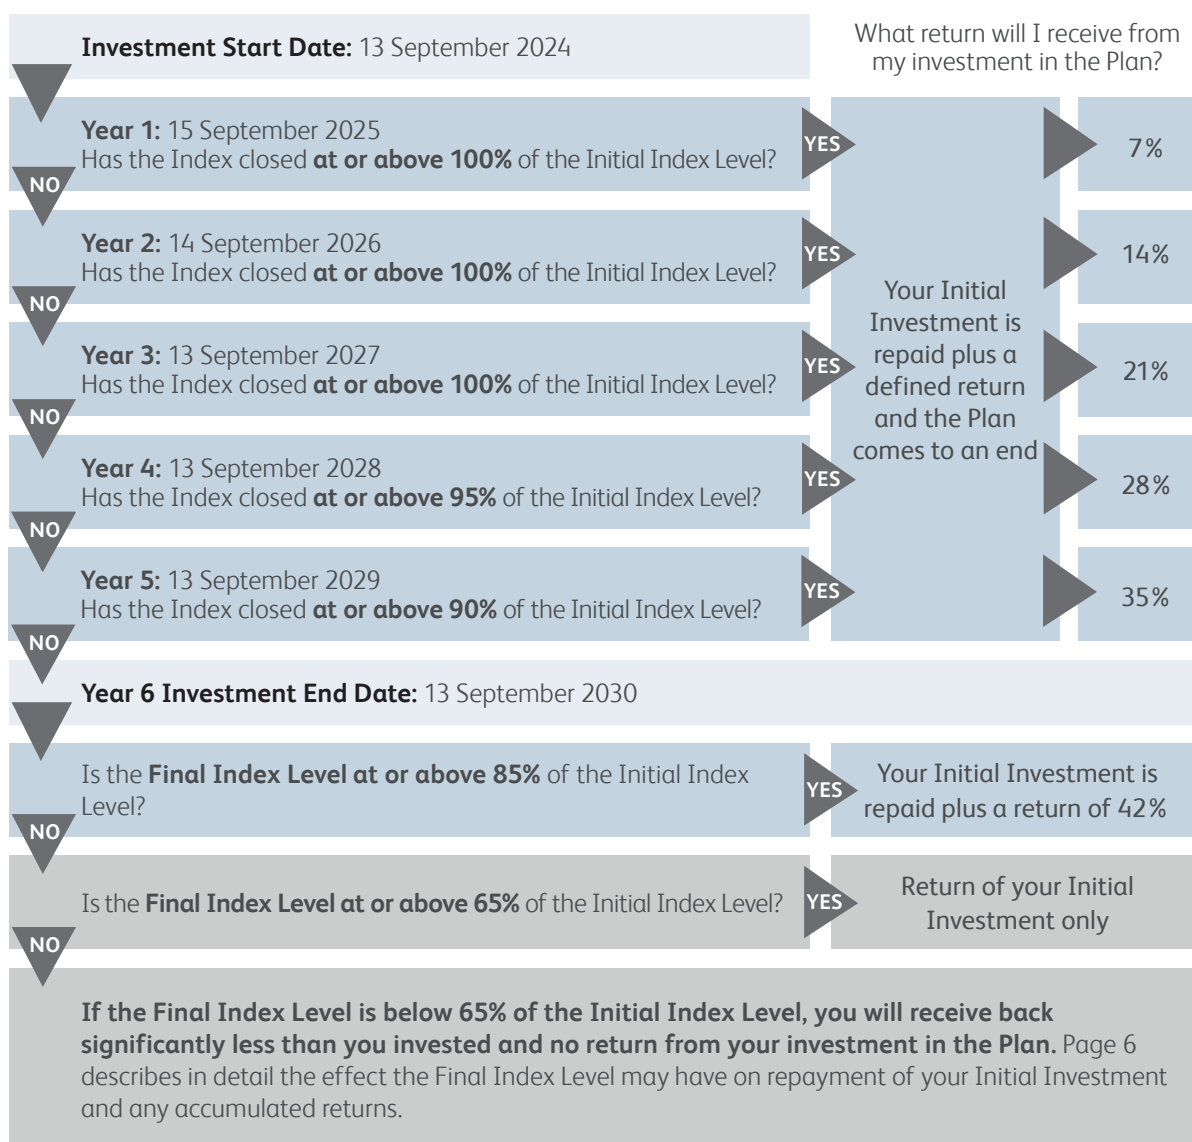 Investment Start Date: 13 September 2024
What return will I receive from
my investment in the Plan?
Year 1: 15 September 2025
Has the Index closed at or above 100% of the Initial Index Level?
YES
7%
NO
Year 2: 14 September 2026
Has the Index closed at or above 100% of the Initial Index Level?
YES
14%
NO
Year 3: 13 September 2027
Has the Index closed at or above 100% of the Initial Index Level?
YES
21%
NO
Year 4: 13 September 2028
Has the Index closed at or above 95% of the Initial Index Level?
YES
28%
NO
Year 5: 13 September 2029
Has the Index closed at or above 90% of the Initial Index Level?
YES
35%
NO
Your Initial
Investment is
repaid plus a
defined return
and the Plan
comes to an end
Year 6 Investment End Date: 13 September 2030
Is the Final Index Level at or above 85% of the Initial Index
Level?
YES
Your Initial Investment is
repaid plus a return of 42%
NO
Is the Final Index Level at or above 65% of the Initial Index Level?
YES
Return of your Initial
Investment only
NO
If the Final Index Level is below 65% of the Initial Index Level, you will receive back
significantly less than you invested and no return from your investment in the Plan. Page 6
describes in detail the effect the Final Index Level may have on repayment of your Initial Investment
and any accumulated returns.